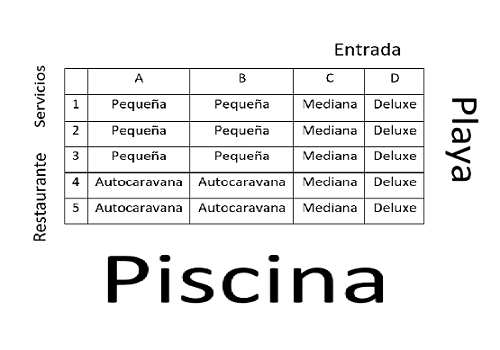 Entrada
A B C D
1 Pequeña Pequeña Mediana Deluxe
2 Pequeña Pequeña Mediana Deluxe
3 Pequeña Pequeña Mediana Deluxe
4 Autocaravana Autocaravana Mediana Deluxe
5 Autocaravana Autocaravana Mediana Deluxe
Servicios
Restaurante
Playa
Piscina